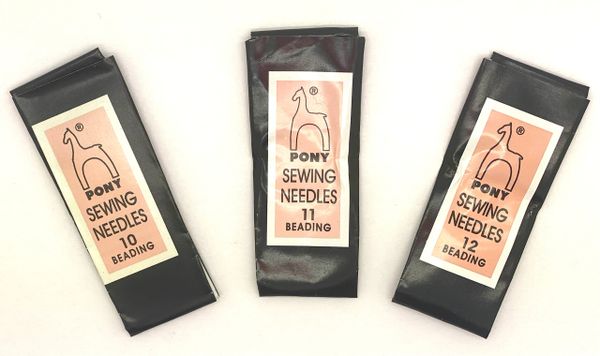 ®
PONY
SEWING
NEEDLES
10
BEADING
®
PONY
SEWING
NEEDLES
11
BEADING
®
PONY
SEWING
NEEDLES
12
BEADING